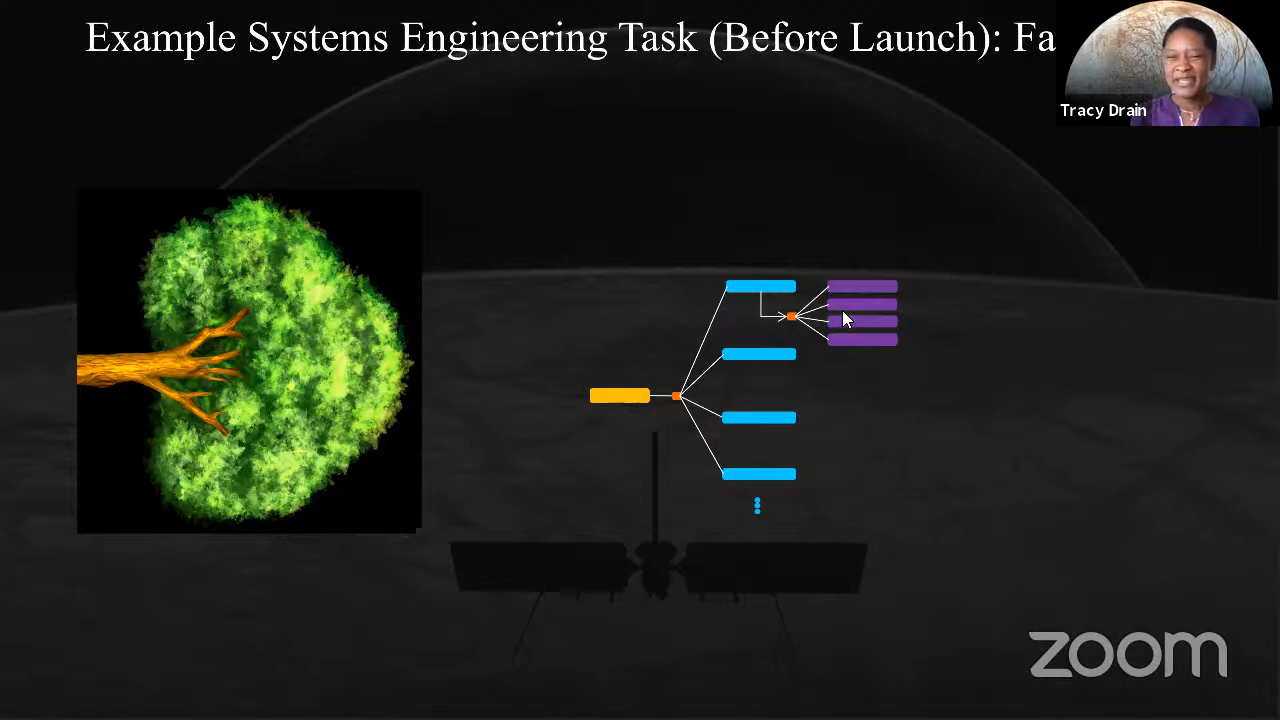 Example Systems Engineering Task (Before Launch): Fa
Tracy Drain
zoom